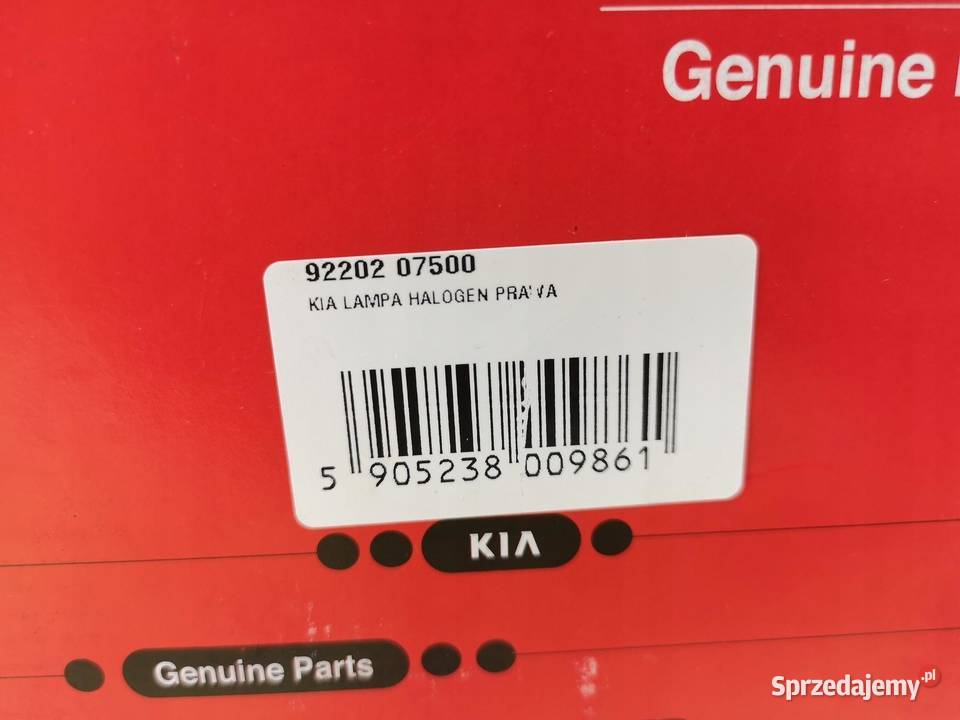 Genuine
92202 07500
KIA LAMPA HALOGEN PRAWA
5 905238 009861
KIA
Genuine Parts
Sprzedajemy.pl